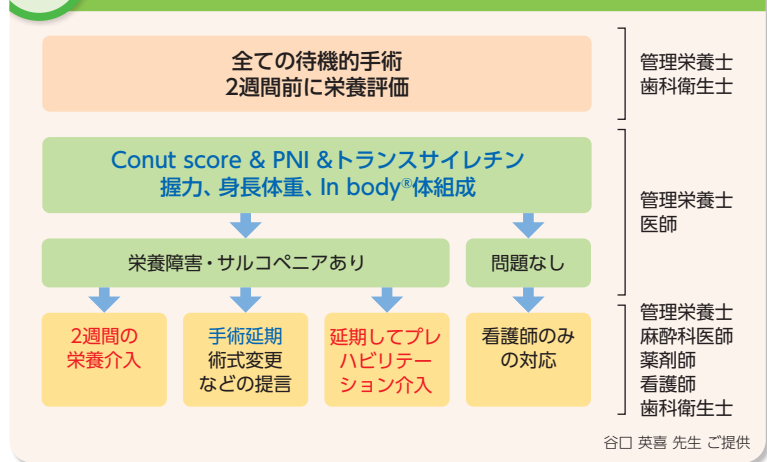 全ての待機的手術
2週間前に栄養評価
管理栄養士
歯科衛生士
Conut score & PNI &トランスサイレチン
握力、身長体重、In body®体組成
管理栄養士
医師
栄養障害・サルコペニアあり
問題なし
2週間の
栄養介入
手術延期
術式変更
などの提言
延期してプレ
ハビリテー
ション介入
看護師のみ
の対応
管理栄養士
麻酔科医師
薬剤師
看護師
歯科衛生士
谷口 英喜 先生 ご提供